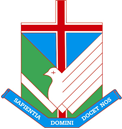 SAPIENTIA DOMINI DOCET NOS